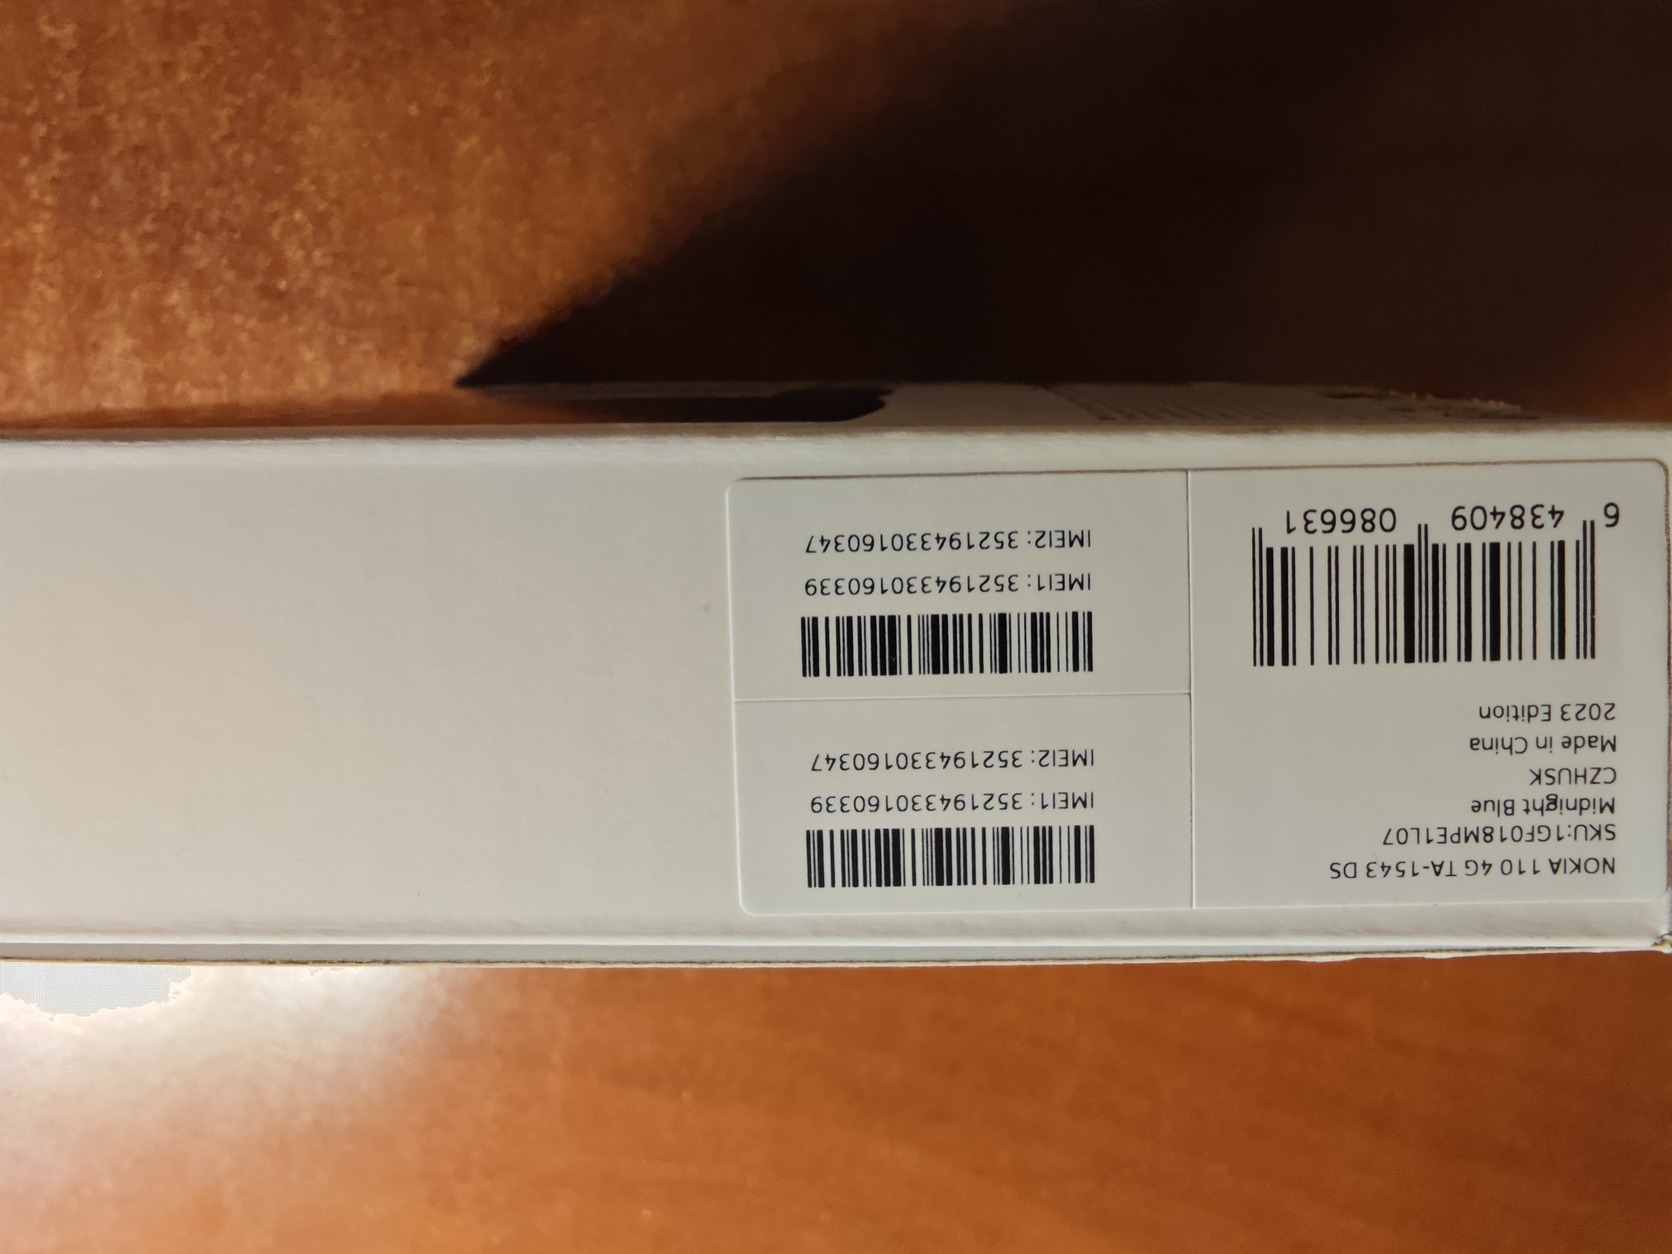 NOKIA 110 4G TA-1543 DS
SKU:1GF018MPE1L07
Midnight Blue
CZHUSK
Made in China
2023 Edition
6 438409 086631
IMEI1: 352194330160339
IMEI2: 352194330160347
IMEI1: 352194330160339
IMEI2: 352194330160347